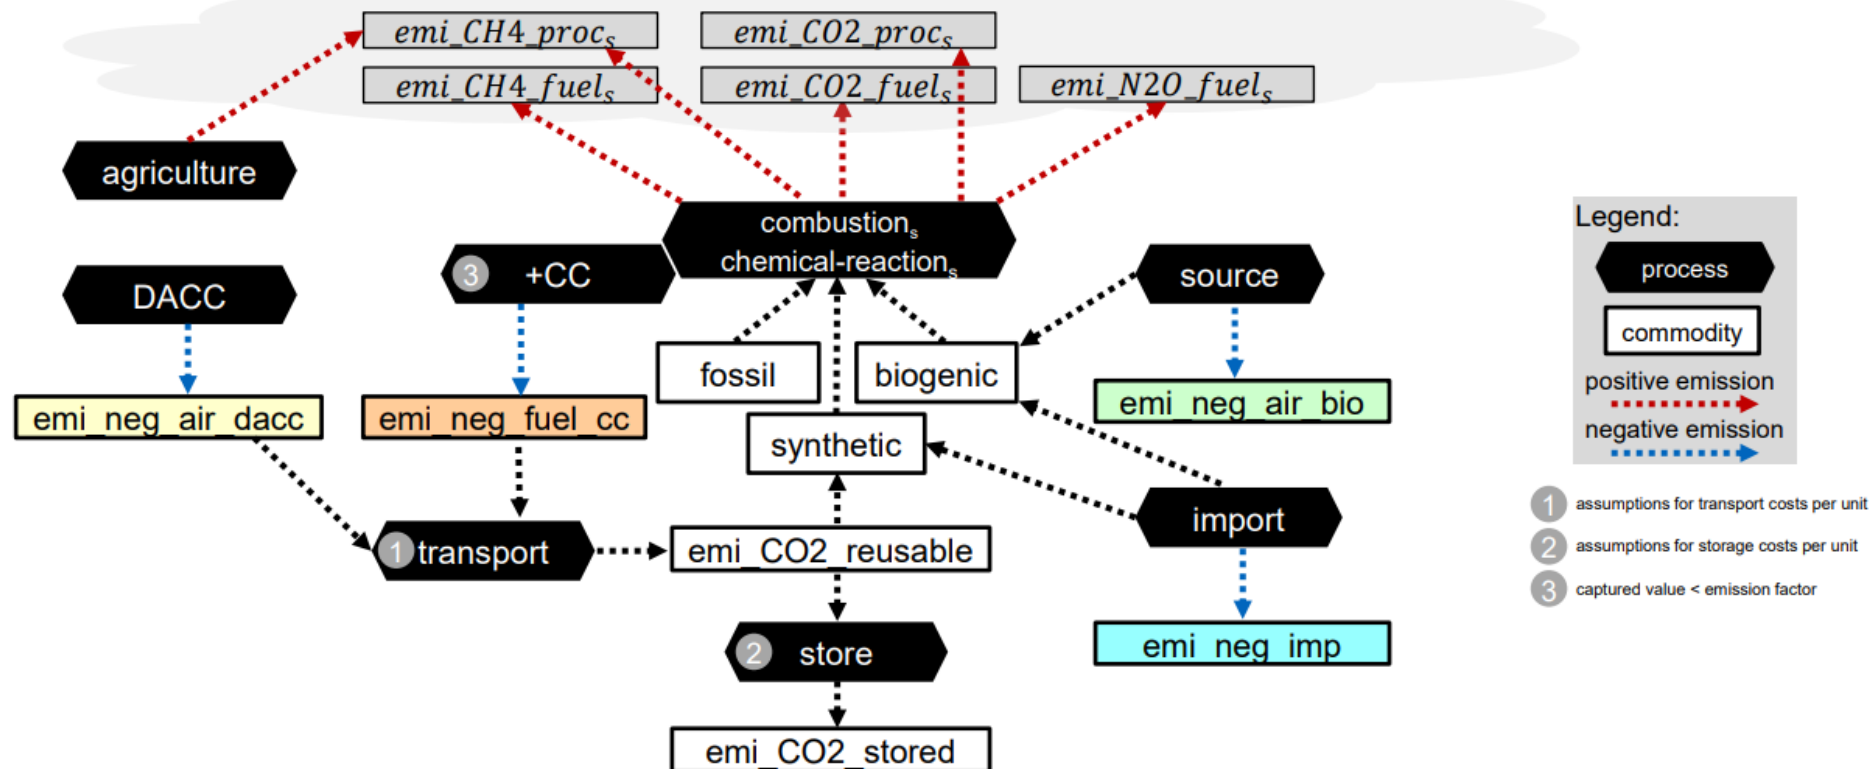 emi_CH4_procs
emi_CO2_procs
emi_CH4_fuels
emi_CO2_fuels
emi_N2O_fuels
agriculture
combustions
chemical-reactions
3 +CC
source
DACC
fossil
biogenic
emi_neg_air_dacc
emi_neg_fuel_cc
emi_neg_air_bio
synthetic
import
1 transport
emi_CO2_reusable
2 store
emi_neg_imp
emi_CO2_stored
Legend:
process
commodity
positive emission
negative emission
1 assumptions for transport costs per unit
2 assumptions for storage costs per unit
3 captured value < emission factor